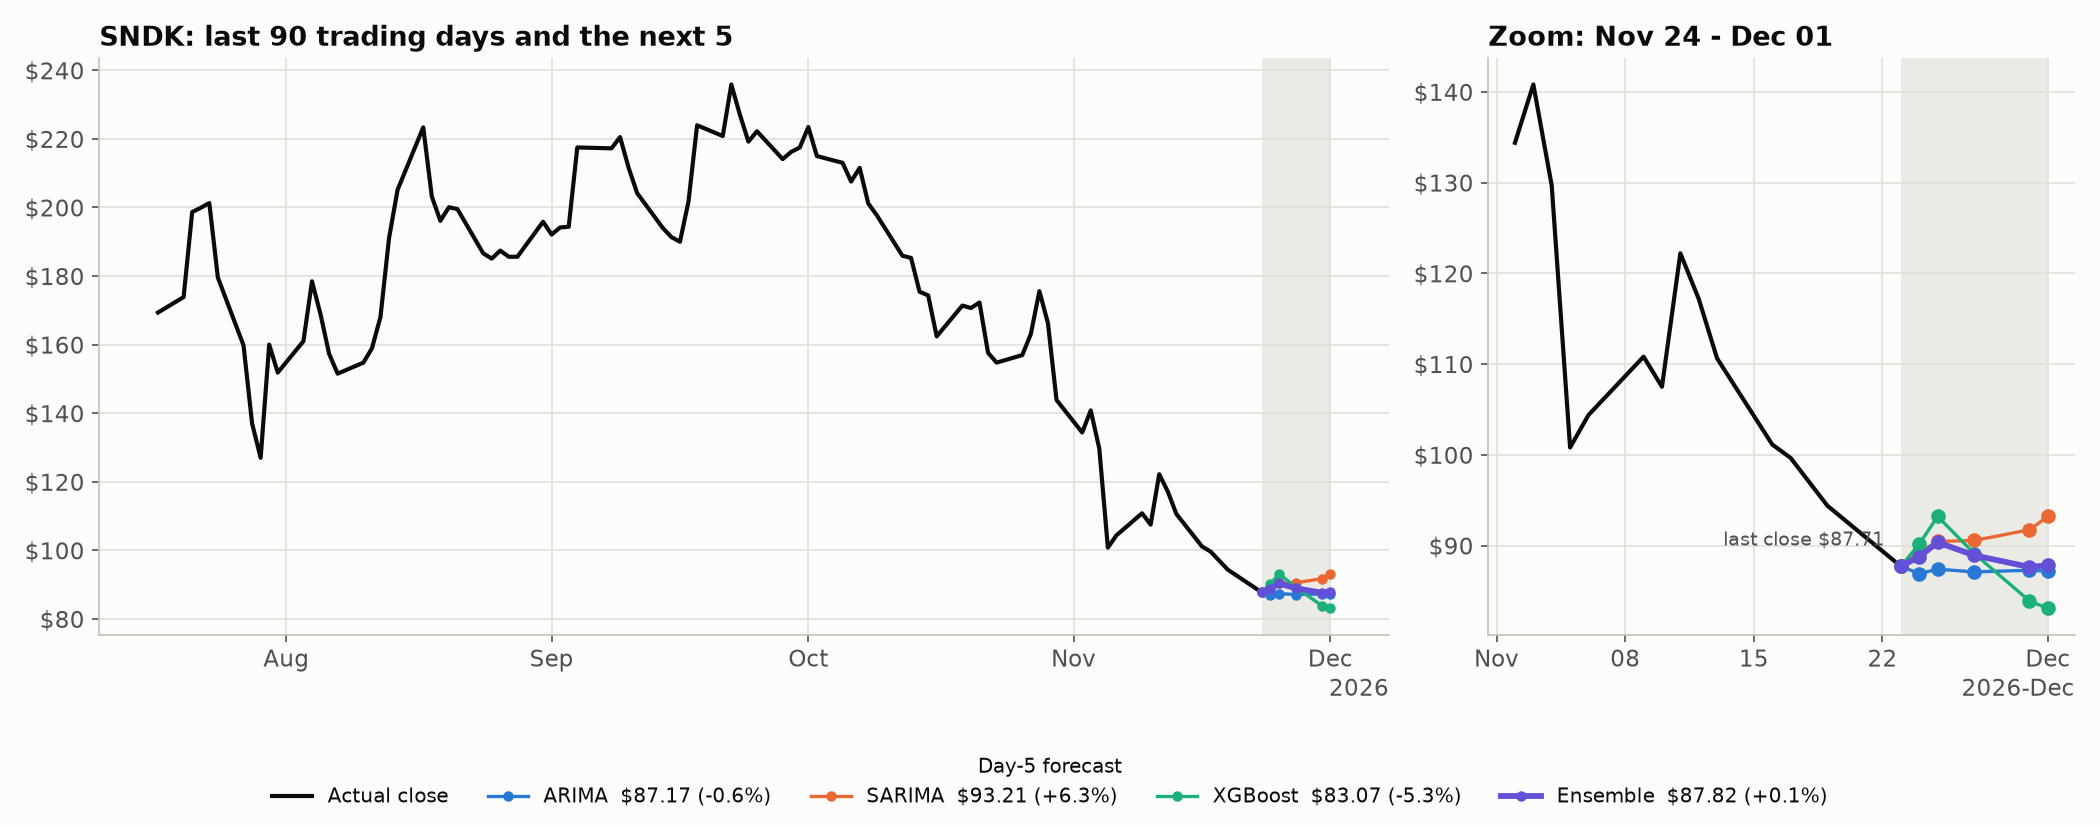 SNDK: last 90 trading days and the next 5
$240
$220
$200
$180
$160
$140
$120
$100
$80
Aug Sep Oct Nov Dec
2026
Zoom: Nov 24 - Dec 01
$140
$130
$120
$110
$100
$90
last close $87.71
Nov 08 15 22 Dec
2026-Dec
Day-5 forecast
Actual close ARIMA $87.17 (-0.6%) SARIMA $93.21 (+6.3%) XGBoost $83.07 (-5.3%) Ensemble $87.82 (+0.1%)